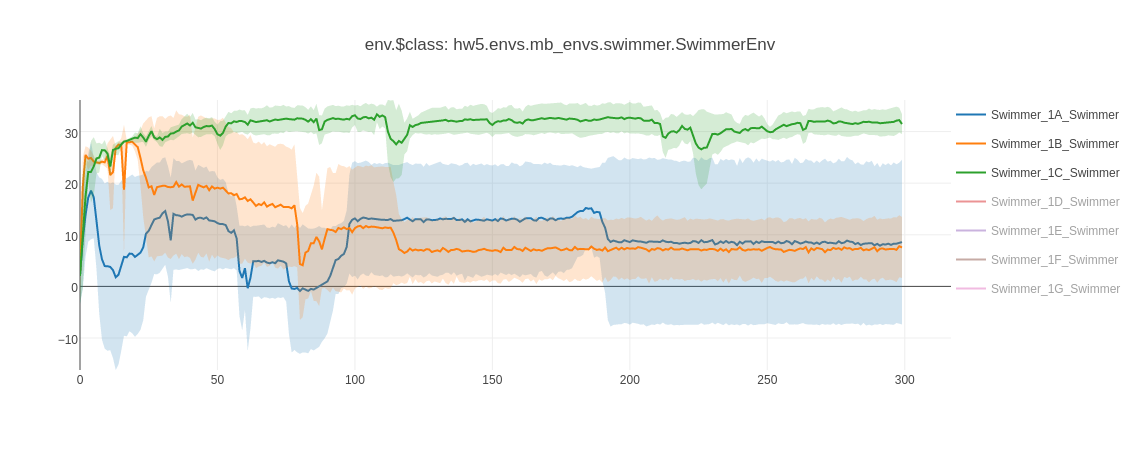 env.$class: hw5.envs.mb_envs.swimmer.SwimmerEnv
30
20
10
0
−10
0 50 100 150 200 250 300
Swimmer_1A_Swimmer
Swimmer_1B_Swimmer
Swimmer_1C_Swimmer
Swimmer_1D_Swimmer
Swimmer_1E_Swimmer
Swimmer_1F_Swimmer
Swimmer_1G_Swimmer